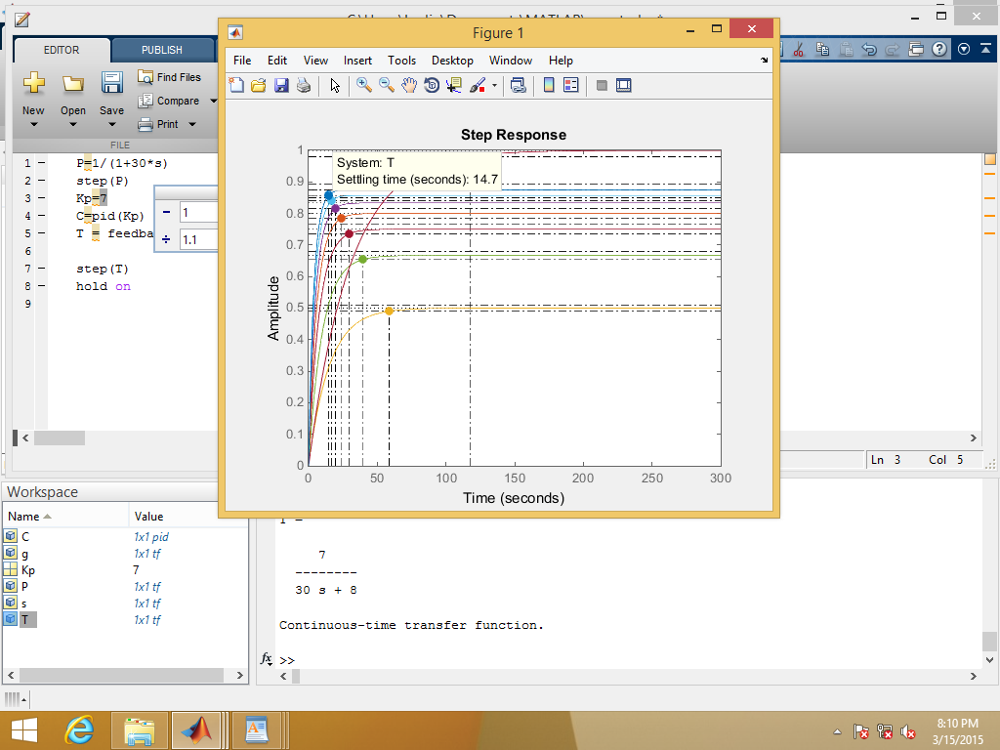 EDITOR
PUBLISH
Find Files
Compare
Print
New
Open
Save
FILE
1 – P=1/(1+30*s)
2 – step(P)
3 – Kp=7
4 – C=pid(Kp)
5 – T = feedba
6
7 – step(T)
8 – hold on
9
– 1
÷ 1.1
Figure 1
File Edit View Insert Tools Desktop Window Help
Step Response
System: T
Settling time (seconds): 14.7
Amplitude
1
0.9
0.8
0.7
0.6
0.5
0.4
0.3
0.2
0.1
0
0 50 100 150 200 250 300
Time (seconds)
Ln 3 Col 5
Workspace
Name Value
C 1x1 pid
g 1x1 tf
Kp 7
P 1x1 tf
s 1x1 tf
T 1x1 tf
7
--------
30 s + 8
Continuous-time transfer function.
fx >>
8:10 PM
3/15/2015